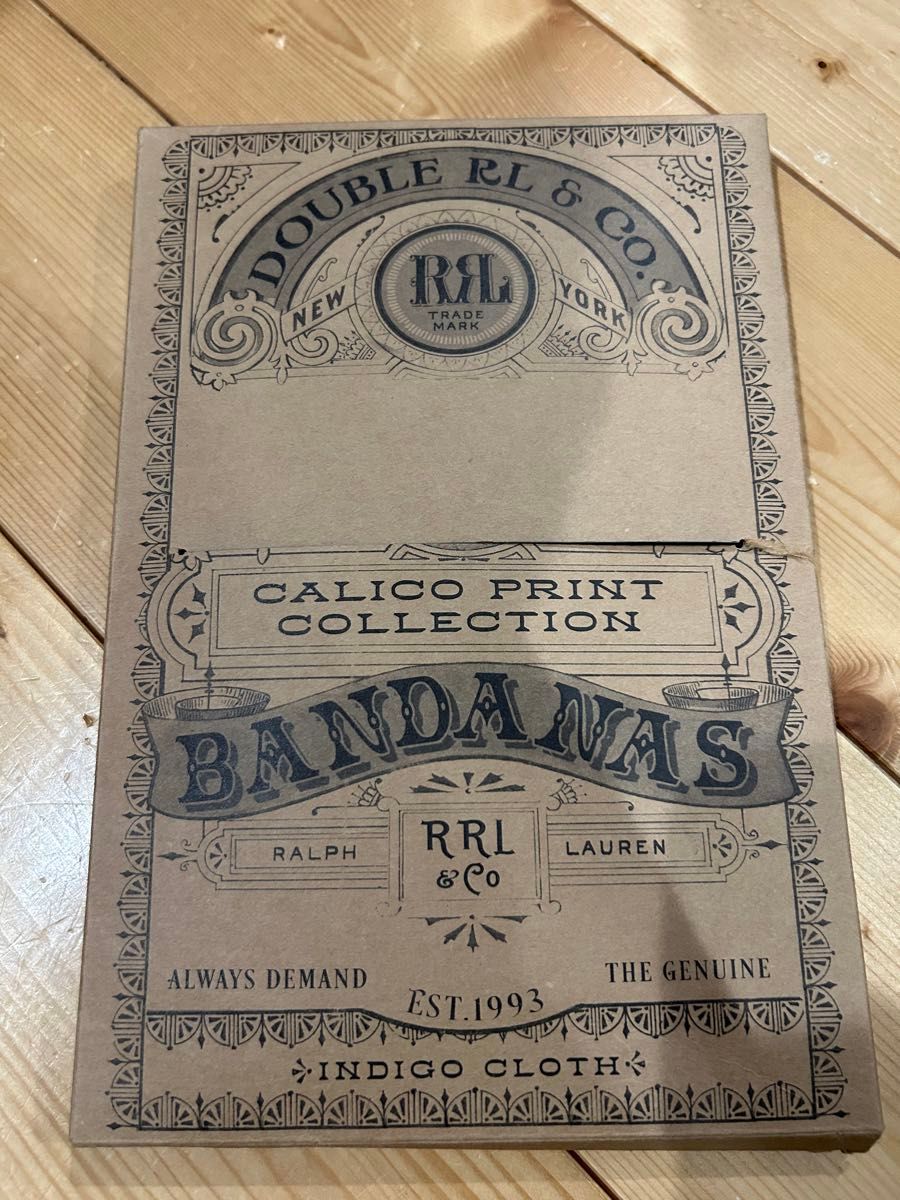 DOUBLE RL & CO.
NEW YORK
RRL
TRADE
MARK
CALICO PRINT
COLLECTION
BANDANAS
RALPH LAUREN
RRL
& Co
ALWAYS DEMAND THE GENUINE
EST. 1993
INDIGO CLOTH